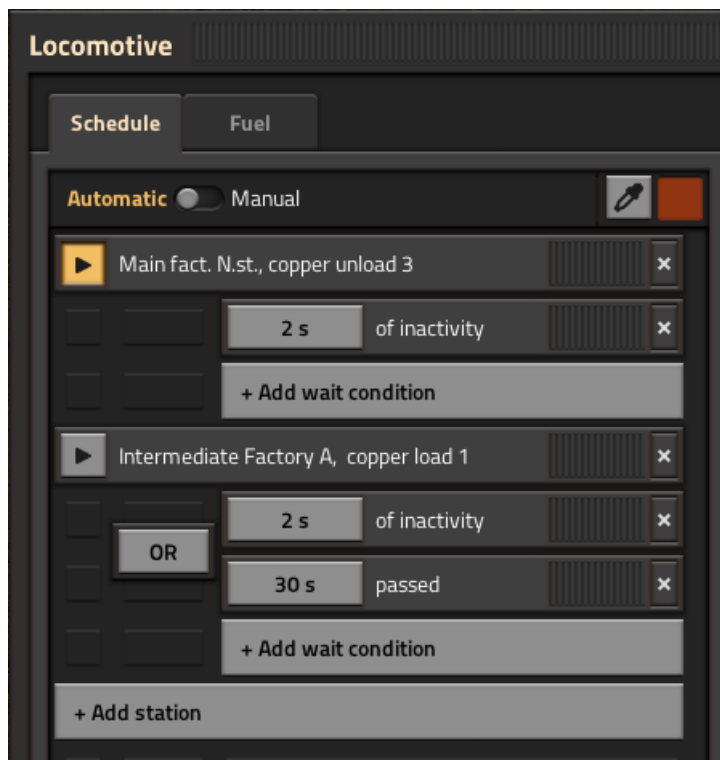 Locomotive
Schedule Fuel
Automatic Manual
Main fact. N.st., copper unload 3
2 s of inactivity
+ Add wait condition
Intermediate Factory A, copper load 1
2 s of inactivity
OR
30 s passed
+ Add wait condition
+ Add station